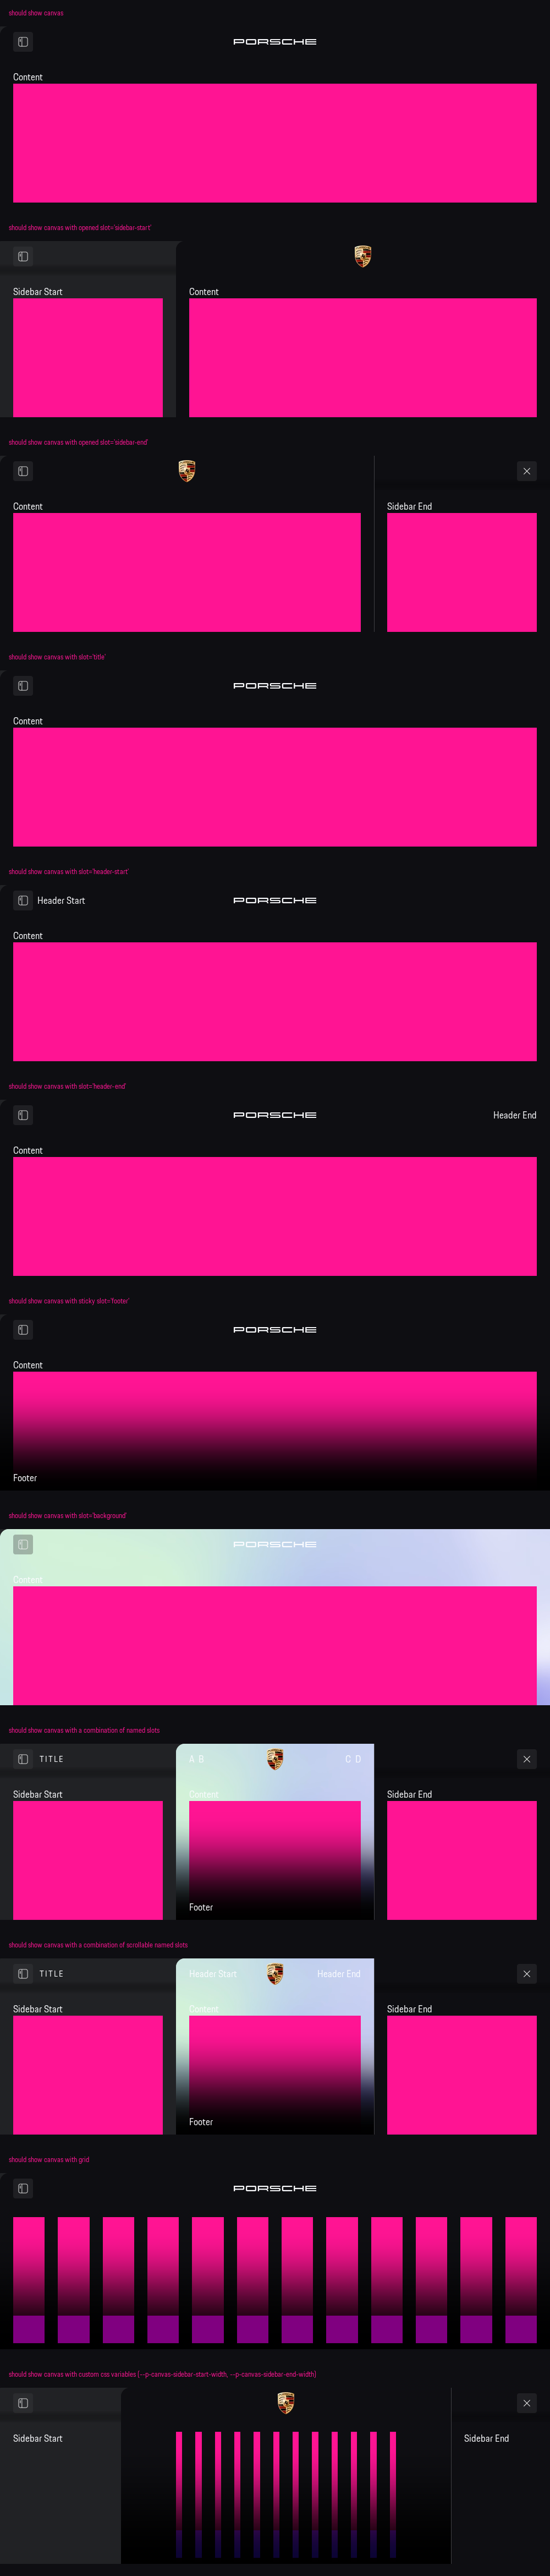 should show canvas
PORSCHE
Content
should show canvas with opened slot='sidebar-start'
Sidebar Start
Content
should show canvas with opened slot='sidebar-end'
Content
Sidebar End
should show canvas with slot='title'
PORSCHE
Content
should show canvas with slot='header-start'
Header Start
PORSCHE
Content
should show canvas with slot='header-end'
PORSCHE
Header End
Content
should show canvas with sticky slot='footer'
PORSCHE
Content
Footer
should show canvas with slot='background'
PORSCHE
Content
should show canvas with a combination of named slots
TITLE
A B
C D
Sidebar Start
Content
Sidebar End
Footer
should show canvas with a combination of scrollable named slots
TITLE
Header Start
Header End
Sidebar Start
Content
Sidebar End
Footer
should show canvas with grid
PORSCHE
should show canvas with custom css variables (--p-canvas-sidebar-start-width, --p-canvas-sidebar-end-width)
Sidebar Start
Sidebar End